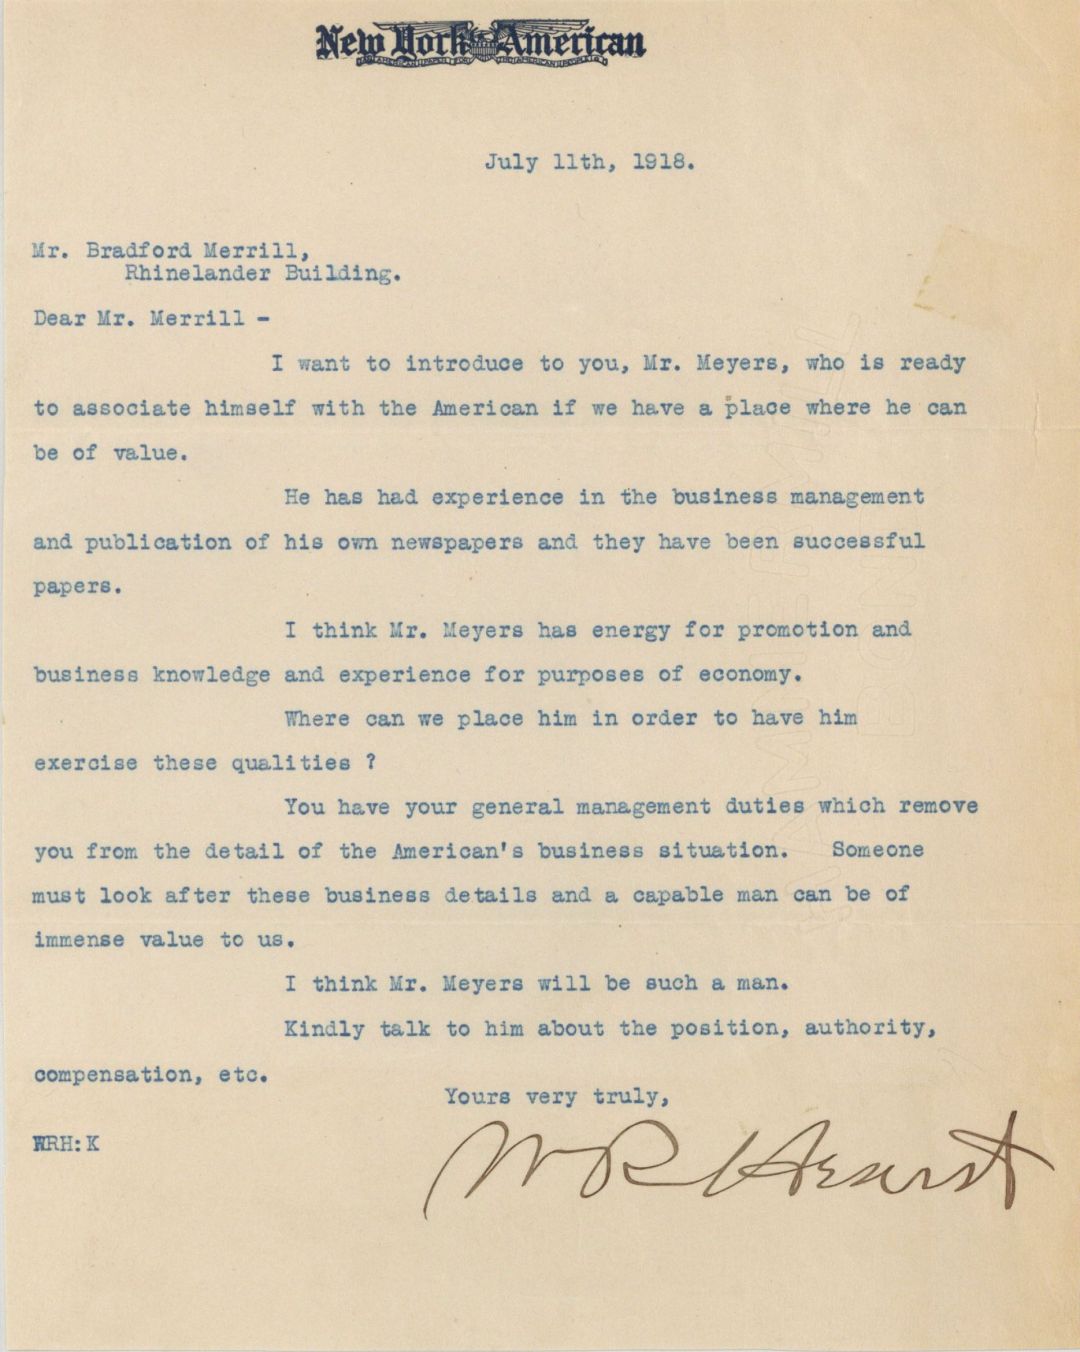 New York American
AN AMERICAN PAPER FOR THE AMERICAN PEOPLE
July 11th, 1918.
Mr. Bradford Merrill,
Rhinelander Building.
Dear Mr. Merrill -
I want to introduce to you, Mr. Meyers, who is ready
to associate himself with the American if we have a place where he can
be of value.
He has had experience in the business management
and publication of his own newspapers and they have been successful
papers.
I think Mr. Meyers has energy for promotion and
business knowledge and experience for purposes of economy.
Where can we place him in order to have him
exercise these qualities ?
You have your general management duties which remove
you from the detail of the American's business situation. Someone
must look after these business details and a capable man can be of
immense value to us.
I think Mr. Meyers will be such a man.
Kindly talk to him about the position, authority,
compensation, etc.
Yours very truly,
WRH:K
W R Hearst